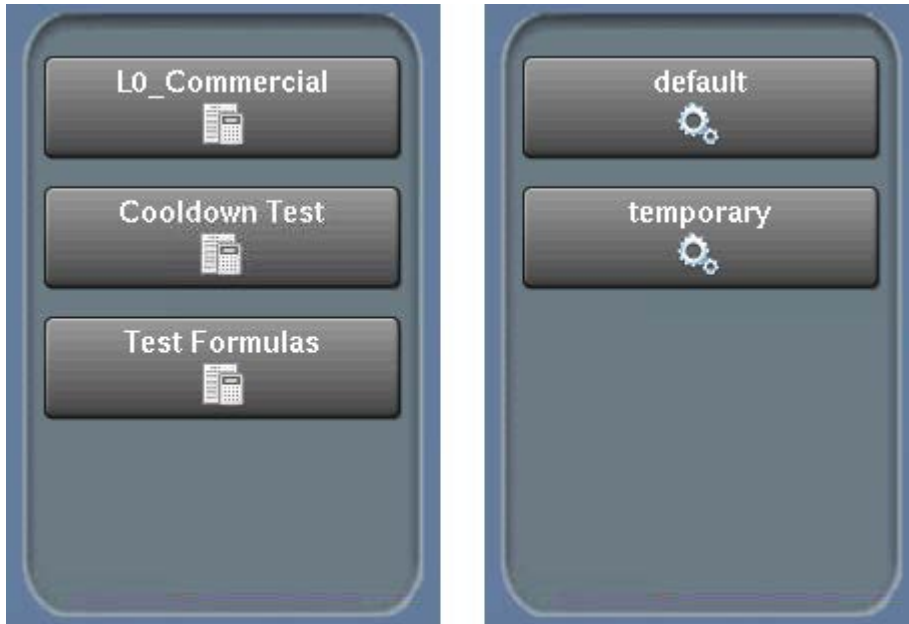 L0_Commercial
Cooldown Test
Test Formulas
default
temporary